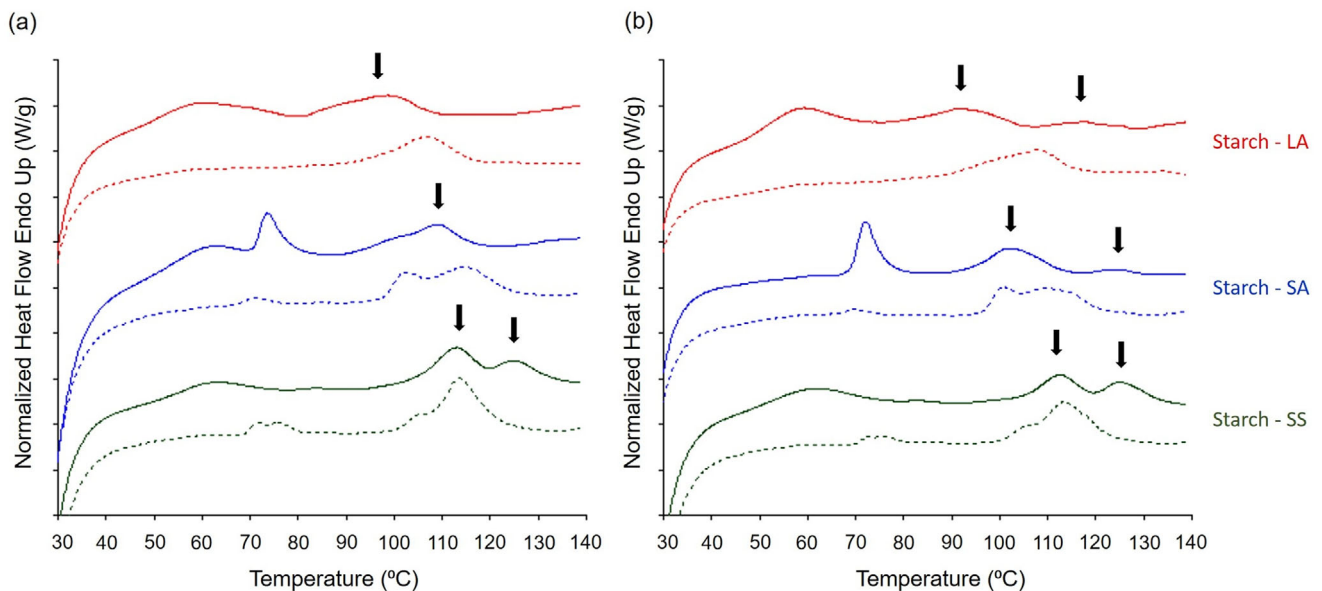 (a)
Normalized Heat Flow Endo Up (W/g)
30 40 50 60 70 80 90 100 110 120 130 140
Temperature (ºC)
(b)
Normalized Heat Flow Endo Up (W/g)
30 40 50 60 70 80 90 100 110 120 130 140
Temperature (ºC)
Starch - LA
Starch - SA
Starch - SS